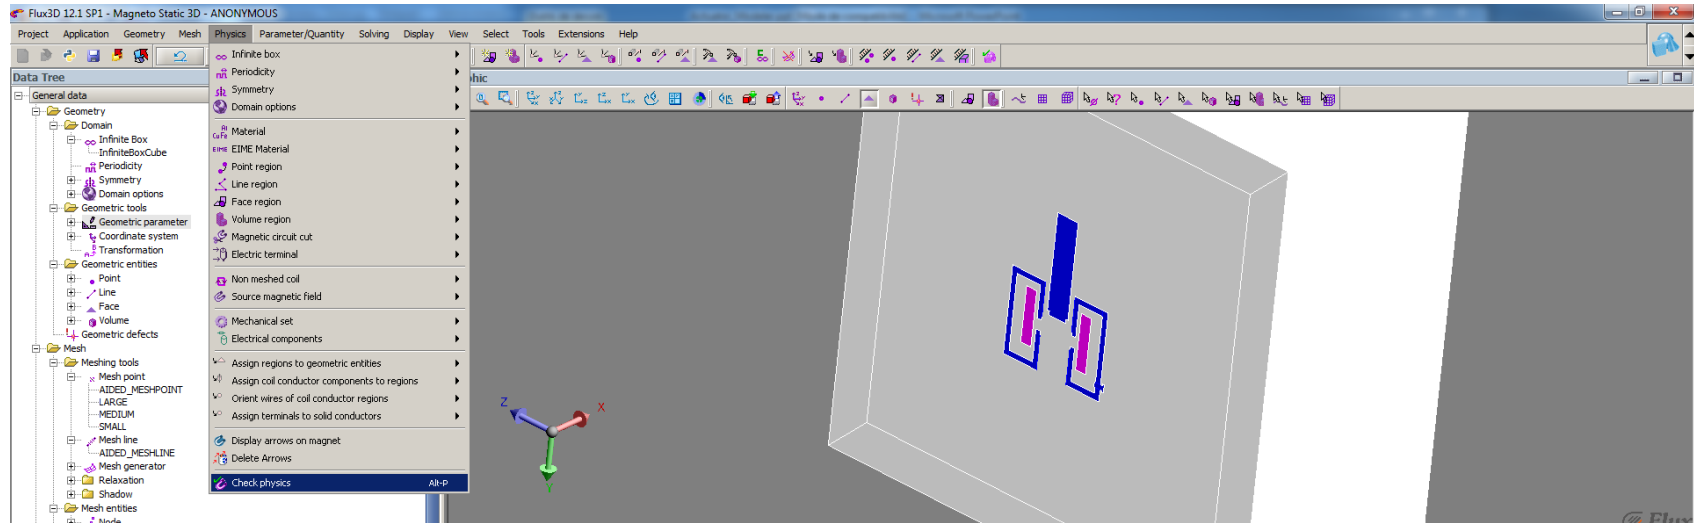 Flux3D 12.1 SP1 - Magneto Static 3D - ANONYMOUS
Project Application Geometry Mesh Physics Parameter/Quantity Solving Display View Select Tools Extensions Help
Data Tree
General data
Geometry
Domain
Infinite Box
InfiniteBoxCube
Periodicity
Symmetry
Domain options
Geometric tools
Geometric parameter
Coordinate system
Transformation
Geometric entities
Point
Line
Face
Volume
Geometric defects
Mesh
Meshing tools
Mesh point
AIDED_MESHPOINT
LARGE
MEDIUM
SMALL
Mesh line
AIDED_MESHLINE
Mesh generator
Relaxation
Shadow
Mesh entities
Node
Infinite box
Periodicity
Symmetry
Domain options
Material
EIME EIME Material
Point region
Line region
Face region
Volume region
Magnetic circuit cut
Electric terminal
Non meshed coil
Source magnetic field
Mechanical set
Electrical components
Assign regions to geometric entities
Assign coil conductor components to regions
Orient wires of coil conductor regions
Assign terminals to solid conductors
Display arrows on magnet
Delete Arrows
Check physics Alt-P
hic
Z
X
Y
Flux